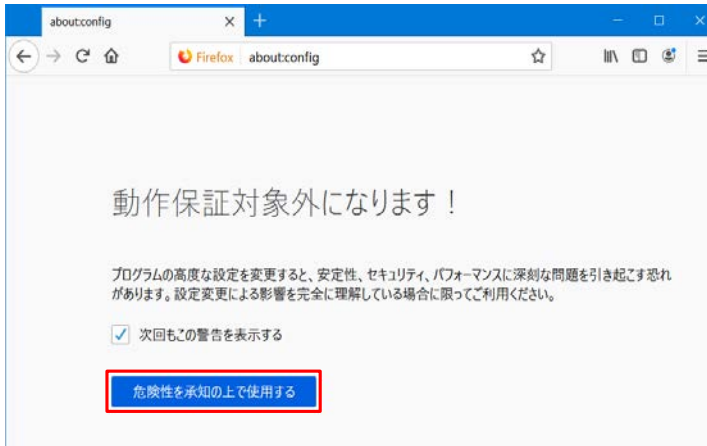 about:config
Firefox about:config
動作保証対象外になります！
プログラムの高度な設定を変更すると、安定性、セキュリティ、パフォーマンスに深刻な問題を引き起こす恐れ
があります。設定変更による影響を完全に理解している場合に限ってご利用ください。
次回もこの警告を表示する
危険性を承知の上で使用する